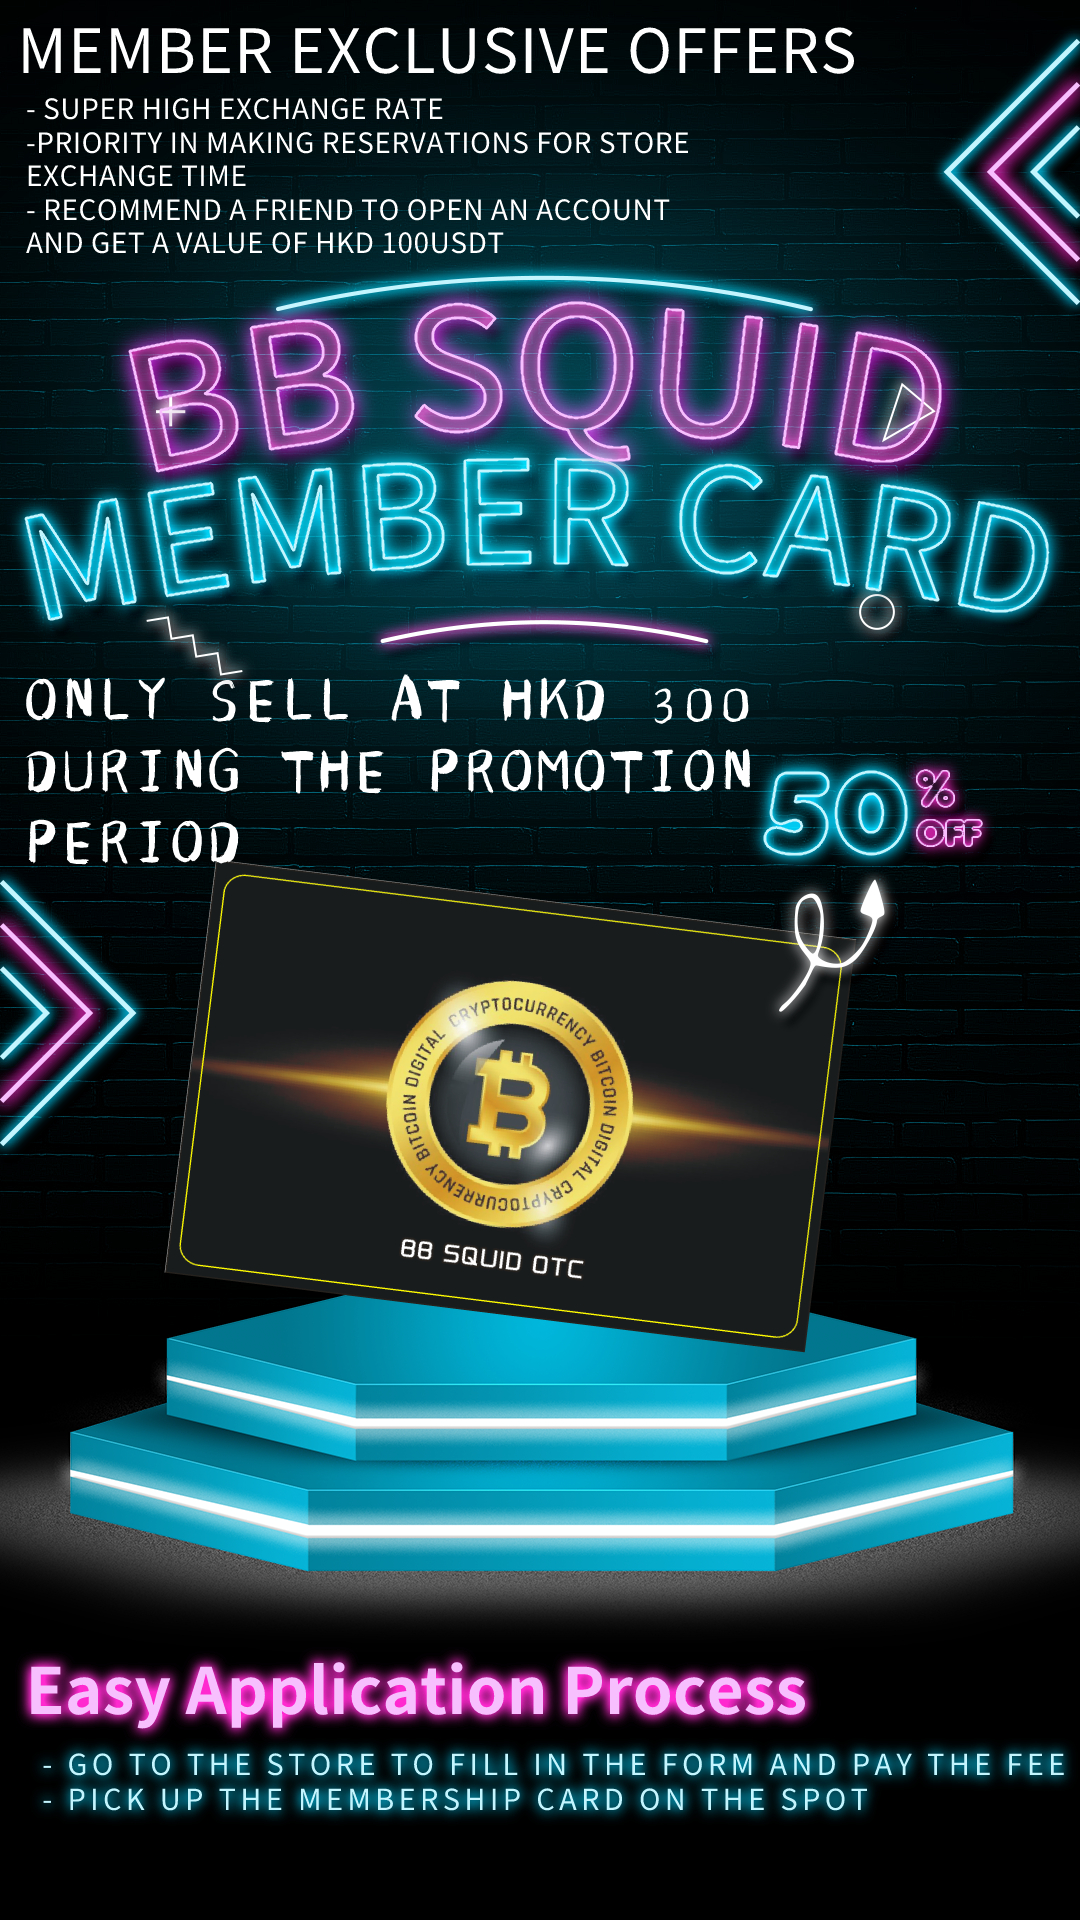 MEMBER EXCLUSIVE OFFERS
- SUPER HIGH EXCHANGE RATE
-PRIORITY IN MAKING RESERVATIONS FOR STORE
EXCHANGE TIME
- RECOMMEND A FRIEND TO OPEN AN ACCOUNT
AND GET A VALUE OF HKD 100USDT
BB SQUID
MEMBER CARD
ONLY SELL AT HKD 300
DURING THE PROMOTION
PERIOD
50% OFF
BITCOIN DIGITAL CRYPTOCURRENCY BITCOIN DIGITAL CRYPTOCURRENCY
B
BB SQUID OTC
Easy Application Process
- GO TO THE STORE TO FILL IN THE FORM AND PAY THE FEE
- PICK UP THE MEMBERSHIP CARD ON THE SPOT